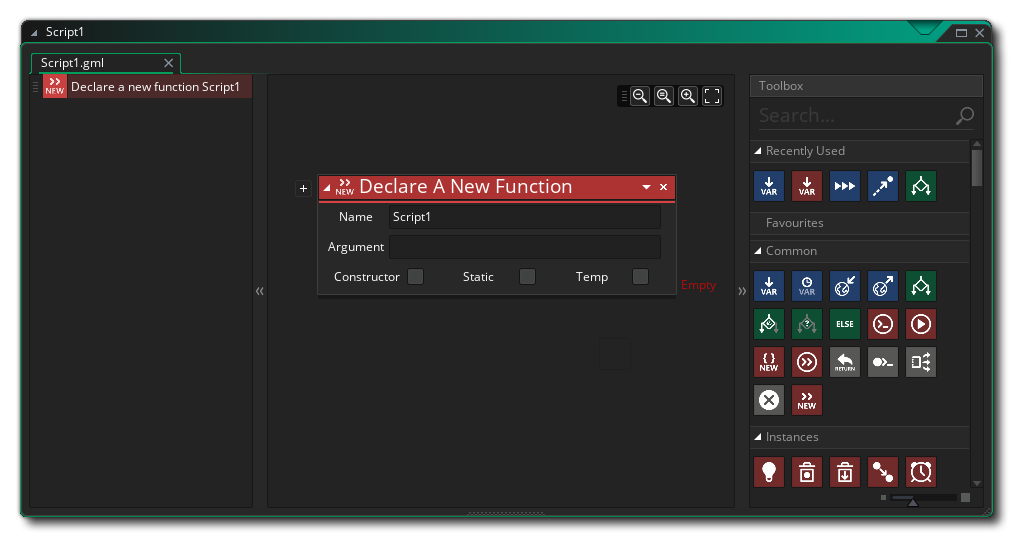 Script1
Script1.gml
NEW Declare a new function Script1
NEW Declare A New Function
Name Script1
Argument
Constructor Static Temp
Empty
Toolbox
Search...
Recently Used
VAR VAR
Favourites
Common
VAR VAR
ELSE
NEW RETURN
NEW
Instances